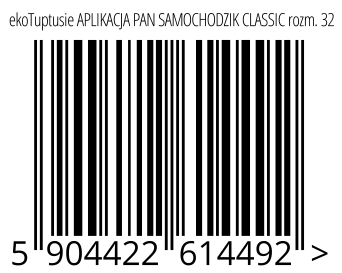 ekoTuptusie APLIKACJA PAN SAMOCHODZIK CLASSIC rozm. 32
5 904422 614492 >